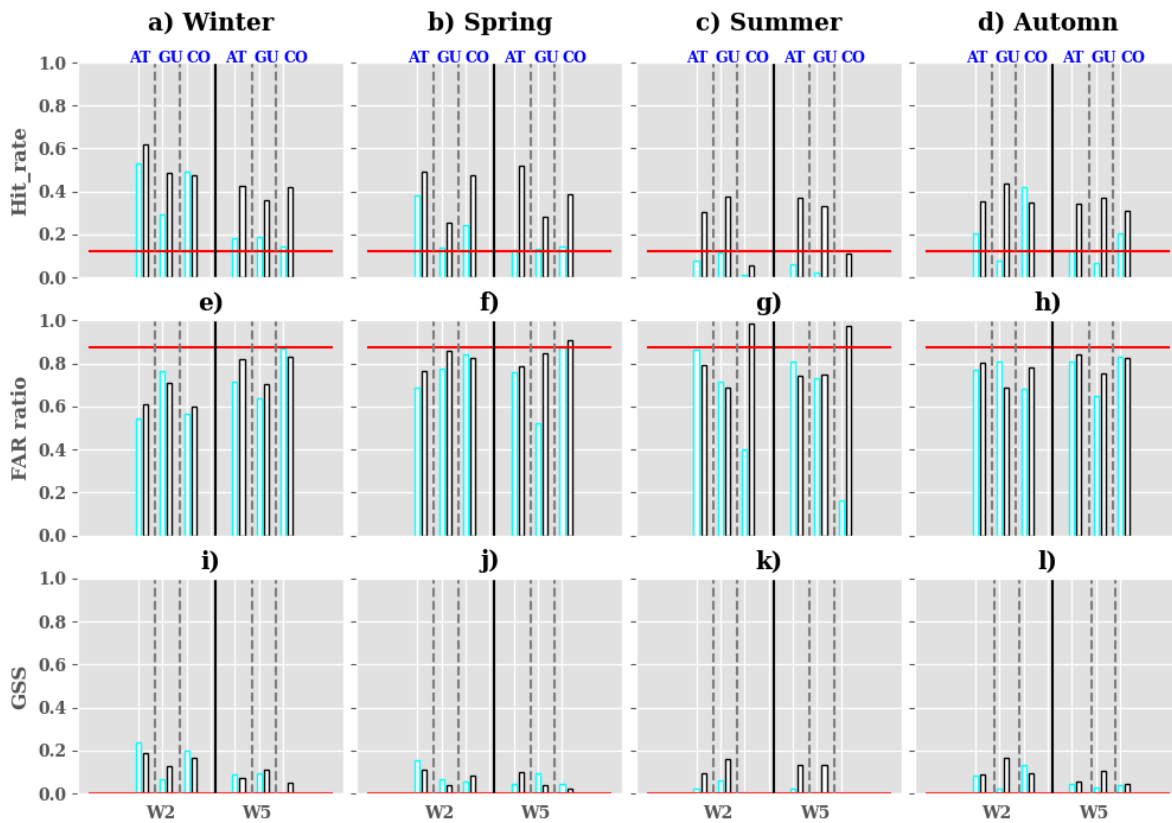 a) Winter b) Spring c) Summer d) Automn
AT GU CO AT GU CO AT GU CO AT GU CO AT GU CO AT GU CO AT GU CO AT GU CO
1.0
0.8
0.6
0.4
0.2
0.0
Hit_rate
e) f) g) h)
1.0
0.8
0.6
0.4
0.2
0.0
FAR ratio
i) j) k) l)
1.0
0.8
0.6
0.4
0.2
0.0
GSS
W2 W5 W2 W5 W2 W5 W2 W5